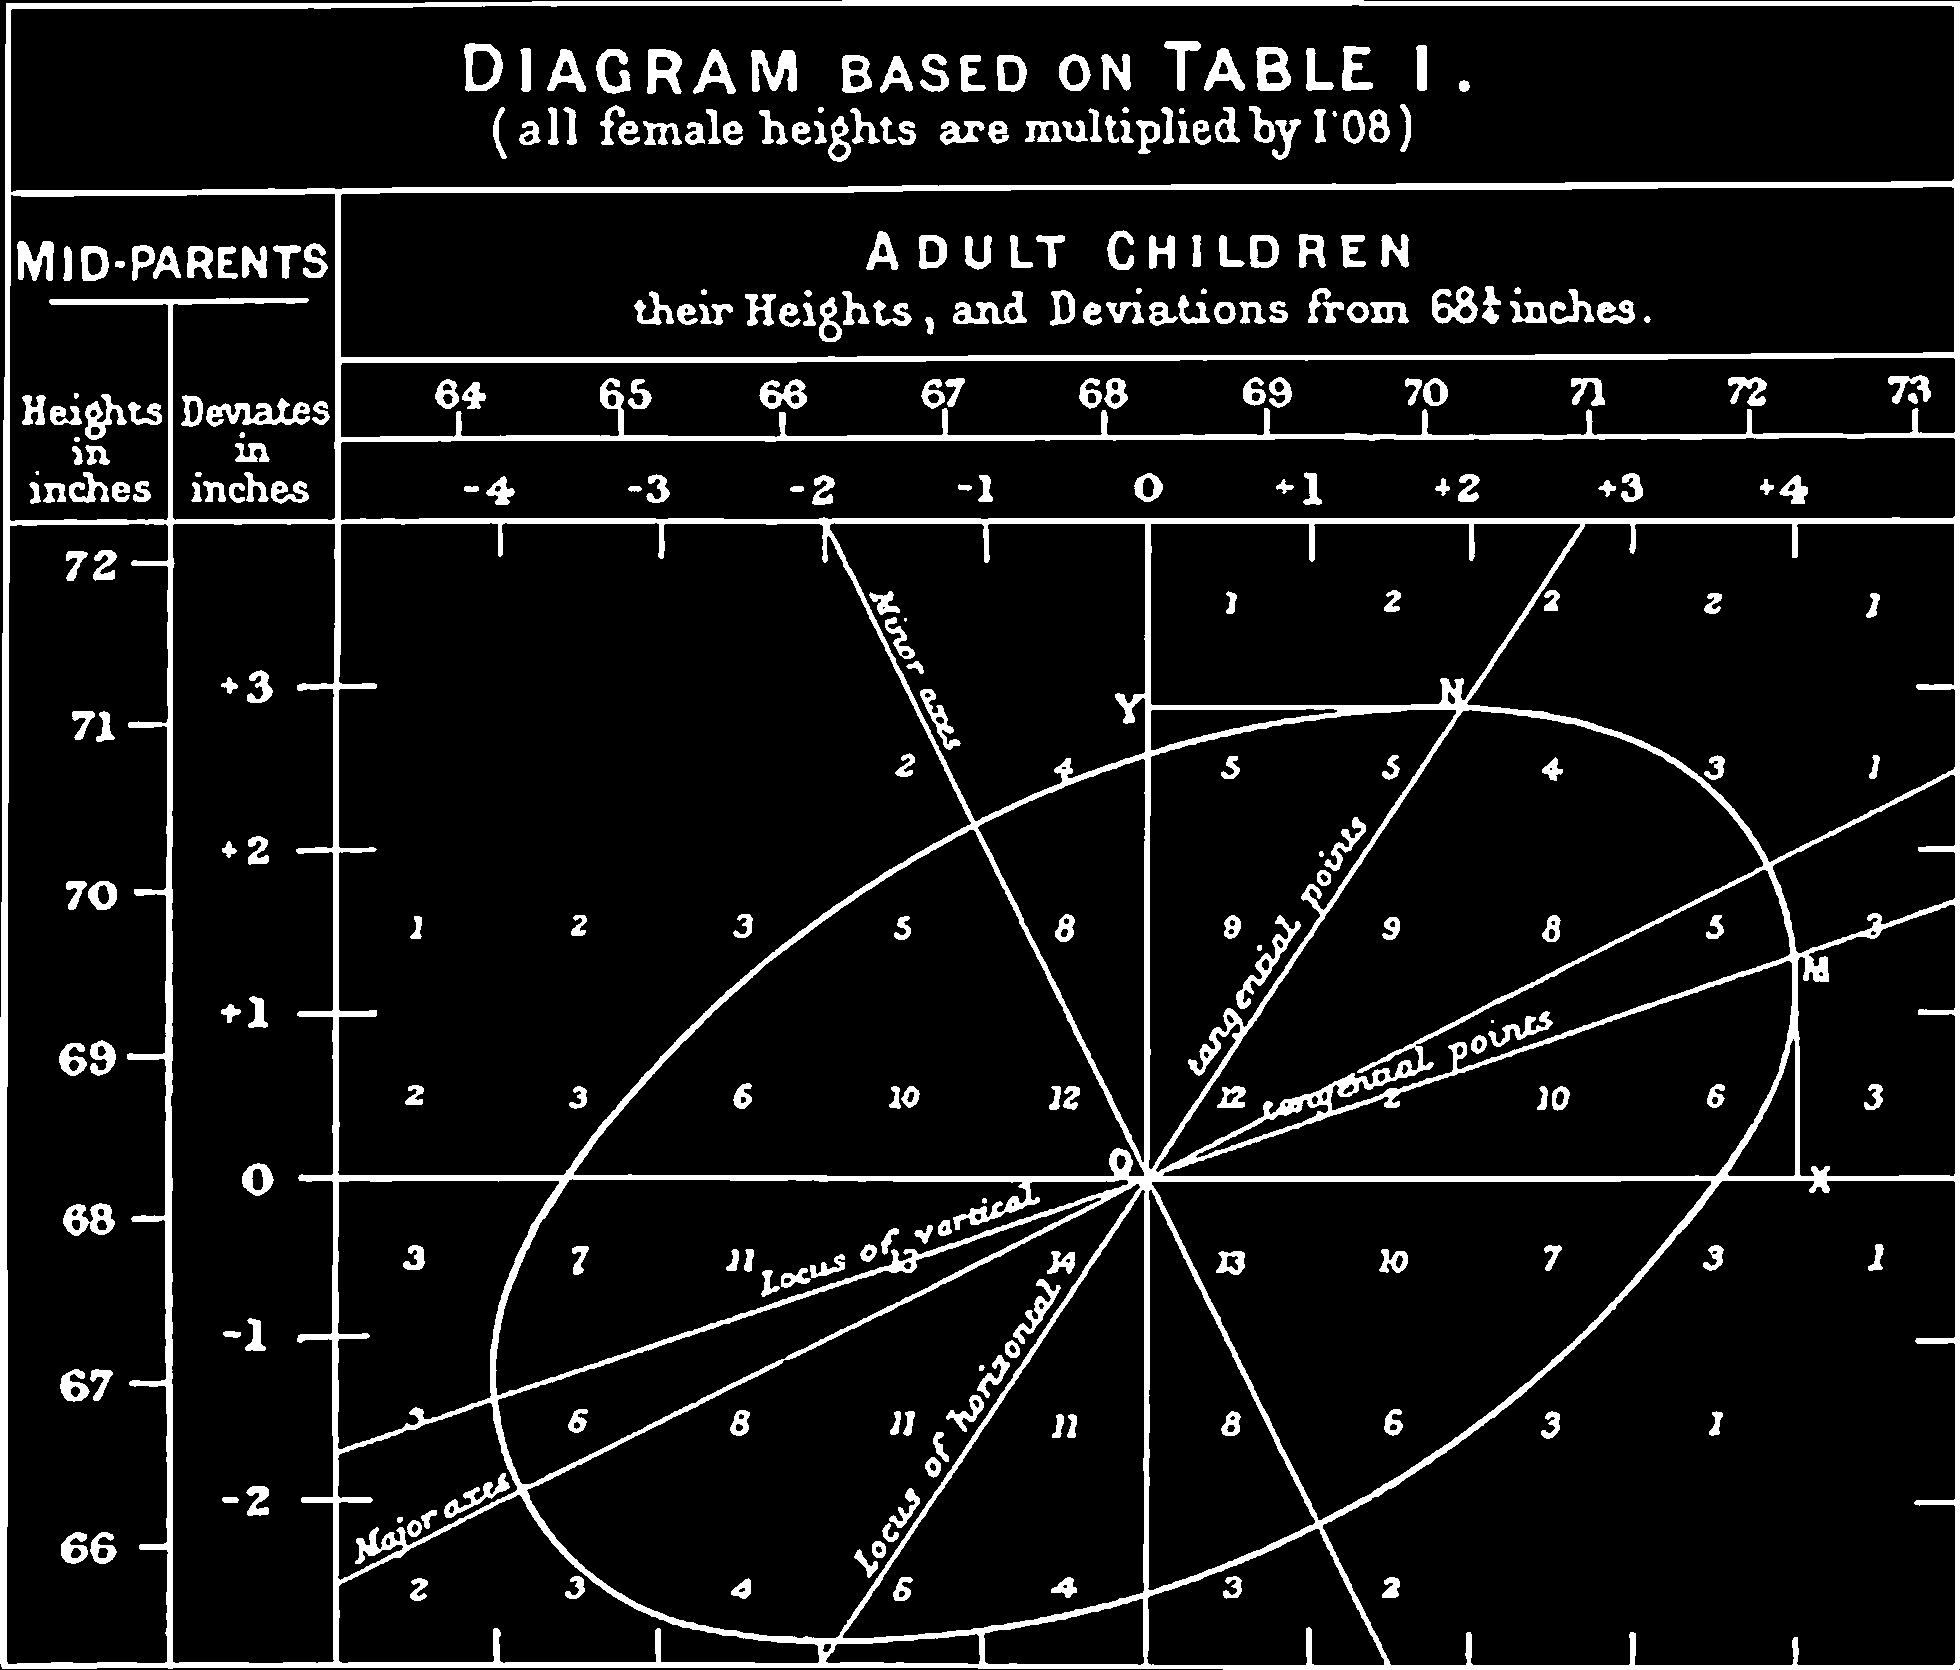 DIAGRAM BASED ON TABLE I.
(all female heights are multiplied by 1·08)
MID-PARENTS
ADULT CHILDREN
their Heights, and Deviations from 68¼ inches.
Heights in inches
Deviates in inches
64 65 66 67 68 69 70 71 72 73
-4 -3 -2 -1 0 +1 +2 +3 +4
72
1 2 2 2 1
Minor axes
+3
Y N
71
2 4 5 5 4 3 1
+2
70
1 2 3 5 8 9 9 8 5 3
tangential points
M
+1
tangential points
69
2 3 6 10 12 12 2 10 6 3
0
O X
68
Locus of vartical
3 7 11 13 14 13 10 7 3 1
-1
Locus of horizontal
67
3 6 8 11 11 8 6 3 1
-2
Major axes
66
2 3 4 6 4 3 2